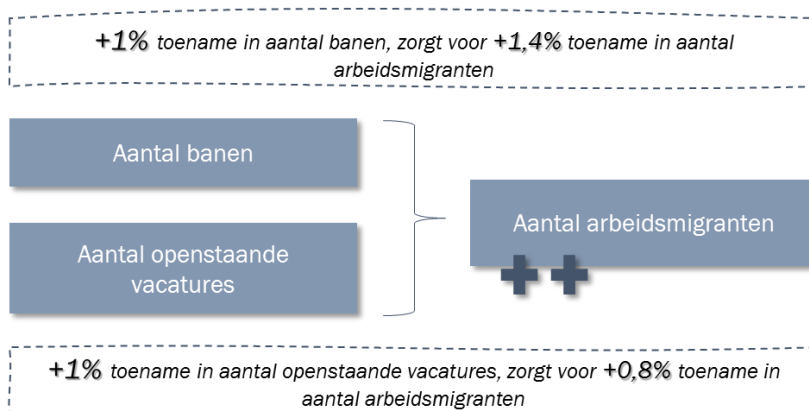 +1% toename in aantal banen, zorgt voor +1,4% toename in aantal
arbeidsmigranten
Aantal banen
Aantal openstaande
vacatures
Aantal arbeidsmigranten
+1% toename in aantal openstaande vacatures, zorgt voor +0,8% toename in
aantal arbeidsmigranten